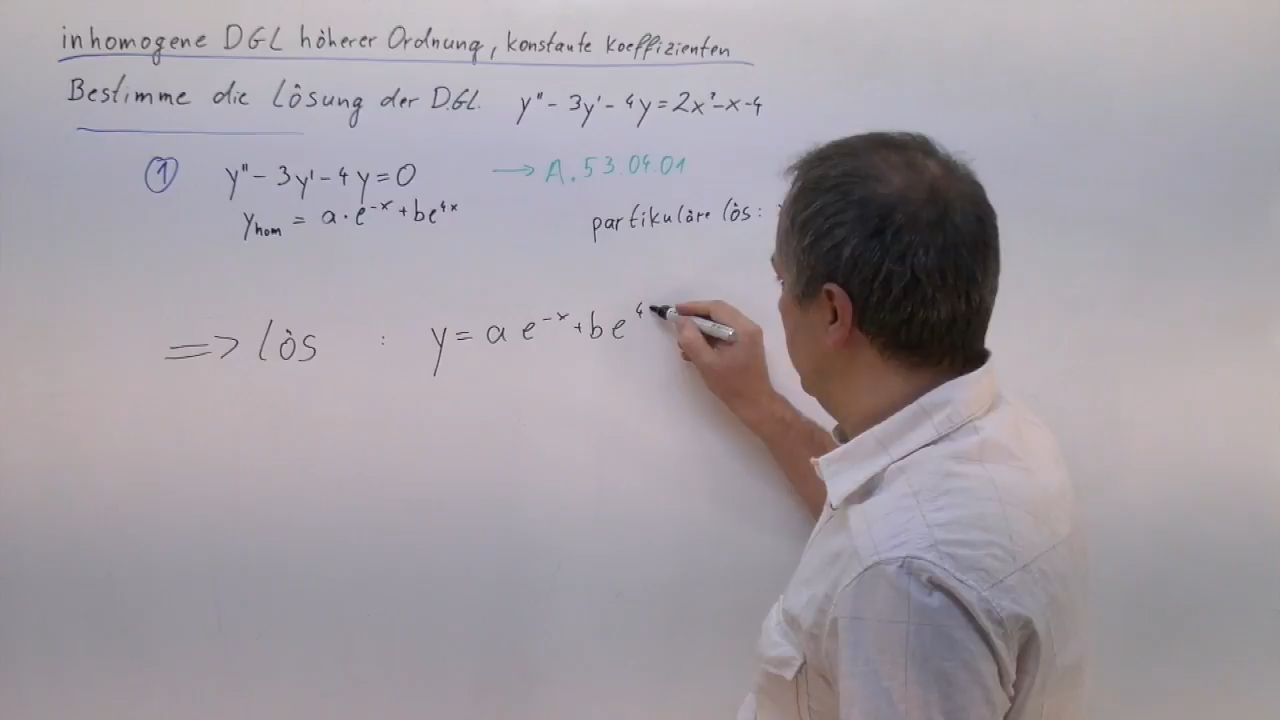 inhomogene DGL höherer Ordnung, konstante Koeffizienten
Bestimme die Lösung der DGL. y'' - 3y' - 4y = 2x² - x - 4
① y'' - 3y' - 4y = 0 → A.53.04.01
y_hom = a · e^{-x} + be^{4x} partikuläre lös:
=> lös : y = a e^{-x} + b e^{4